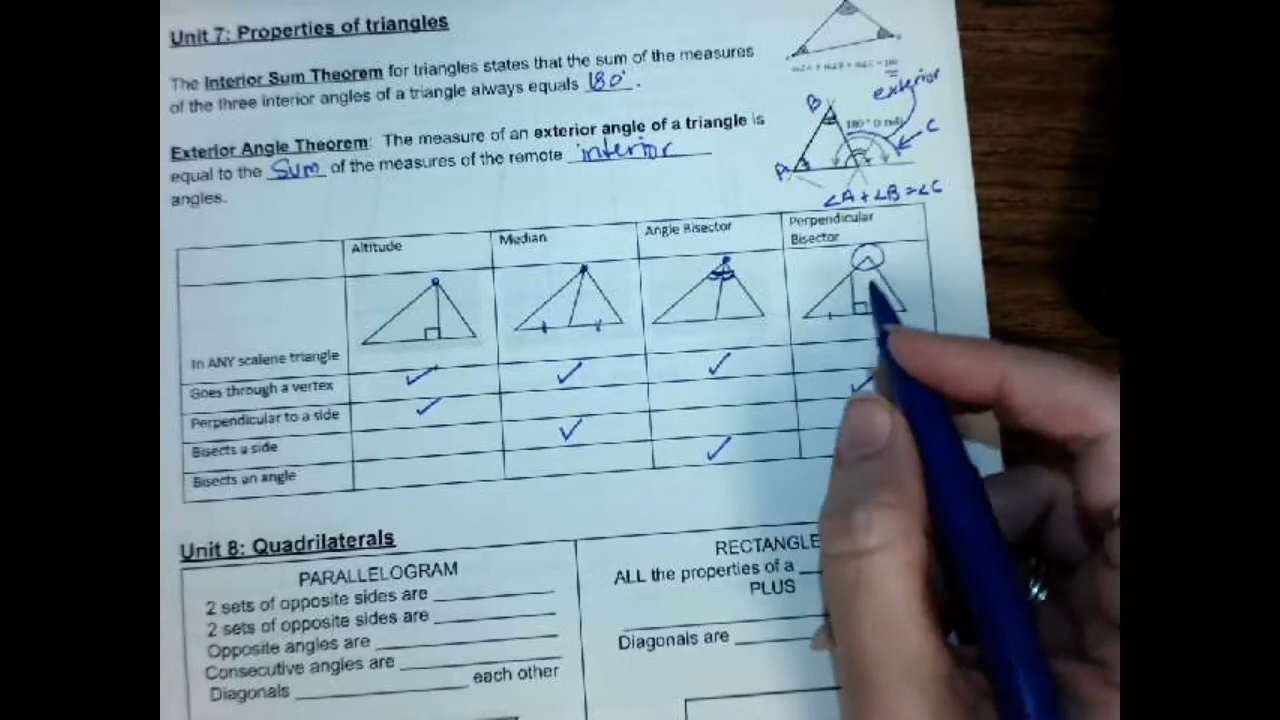 Unit 7: Properties of triangles
The Interior Sum Theorem for triangles states that the sum of the measures
of the three interior angles of a triangle always equals 180°.
m∠A + m∠B + m∠C = 180
exterior
Exterior Angle Theorem: The measure of an exterior angle of a triangle is
equal to the Sum of the measures of the remote interior
angles.
B
180° (π rad)
C
A
∠A + ∠B = ∠C
Altitude
Median
Angle Bisector
Perpendicular
Bisector
In ANY scalene triangle
Goes through a vertex
Perpendicular to a side
Bisects a side
Bisects an angle
Unit 8: Quadrilaterals
PARALLELOGRAM
2 sets of opposite sides are
2 sets of opposite sides are
Opposite angles are
Consecutive angles are
Diagonals each other
RECTANGLE
ALL the properties of a
PLUS
Diagonals are